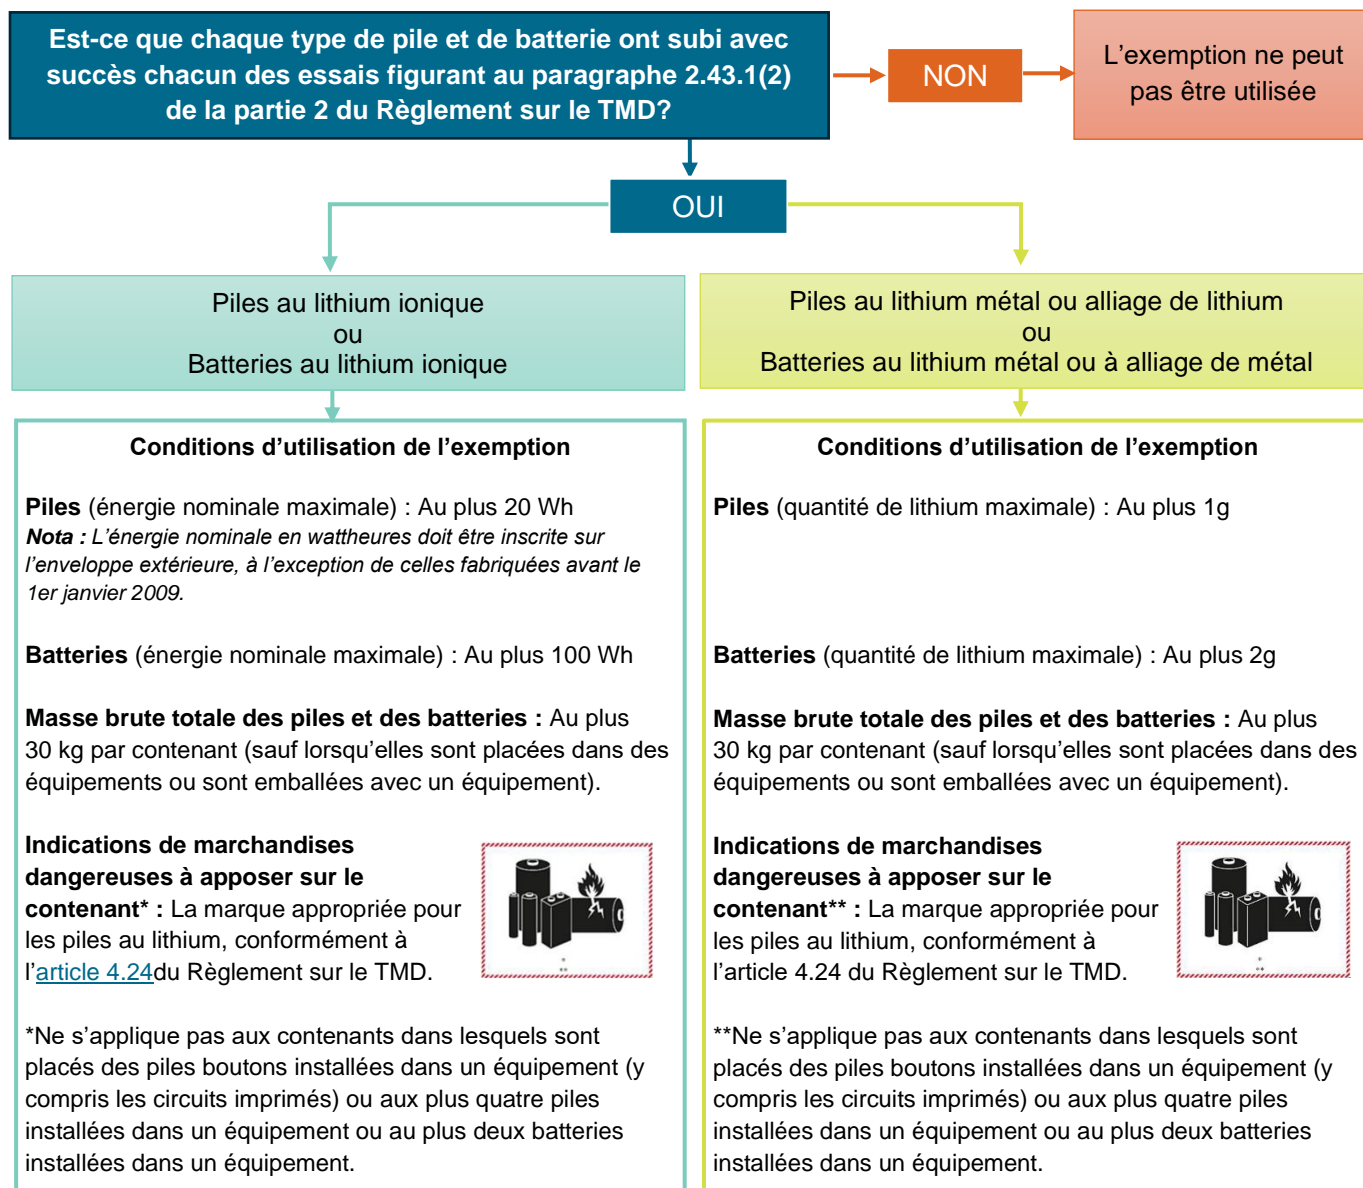 Est-ce que chaque type de pile et de batterie ont subi avec
succès chacun des essais figurant au paragraphe 2.43.1(2)
de la partie 2 du Règlement sur le TMD?
NON
L’exemption ne peut
pas être utilisée
OUI
Piles au lithium ionique
ou
Batteries au lithium ionique
Piles au lithium métal ou alliage de lithium
ou
Batteries au lithium métal ou à alliage de métal
Conditions d’utilisation de l’exemption
Piles (énergie nominale maximale) : Au plus 20 Wh
Nota : L’énergie nominale en wattheures doit être inscrite sur
l’enveloppe extérieure, à l’exception de celles fabriquées avant le
1er janvier 2009.
Batteries (énergie nominale maximale) : Au plus 100 Wh
Masse brute totale des piles et des batteries : Au plus
30 kg par contenant (sauf lorsqu’elles sont placées dans des
équipements ou sont emballées avec un équipement).
Indications de marchandises
dangereuses à apposer sur le
contenant* : La marque appropriée pour
les piles au lithium, conformément à
l’article 4.24du Règlement sur le TMD.
*
**
*Ne s’applique pas aux contenants dans lesquels sont
placés des piles boutons installées dans un équipement (y
compris les circuits imprimés) ou aux plus quatre piles
installées dans un équipement ou au plus deux batteries
installées dans un équipement.
Conditions d’utilisation de l’exemption
Piles (quantité de lithium maximale) : Au plus 1g
Batteries (quantité de lithium maximale) : Au plus 2g
Masse brute totale des piles et des batteries : Au plus
30 kg par contenant (sauf lorsqu’elles sont placées dans des
équipements ou sont emballées avec un équipement).
Indications de marchandises
dangereuses à apposer sur le
contenant** : La marque appropriée pour
les piles au lithium, conformément à
l’article 4.24 du Règlement sur le TMD.
*
**
**Ne s’applique pas aux contenants dans lesquels sont
placés des piles boutons installées dans un équipement (y
compris les circuits imprimés) ou aux plus quatre piles
installées dans un équipement ou au plus deux batteries
installées dans un équipement.